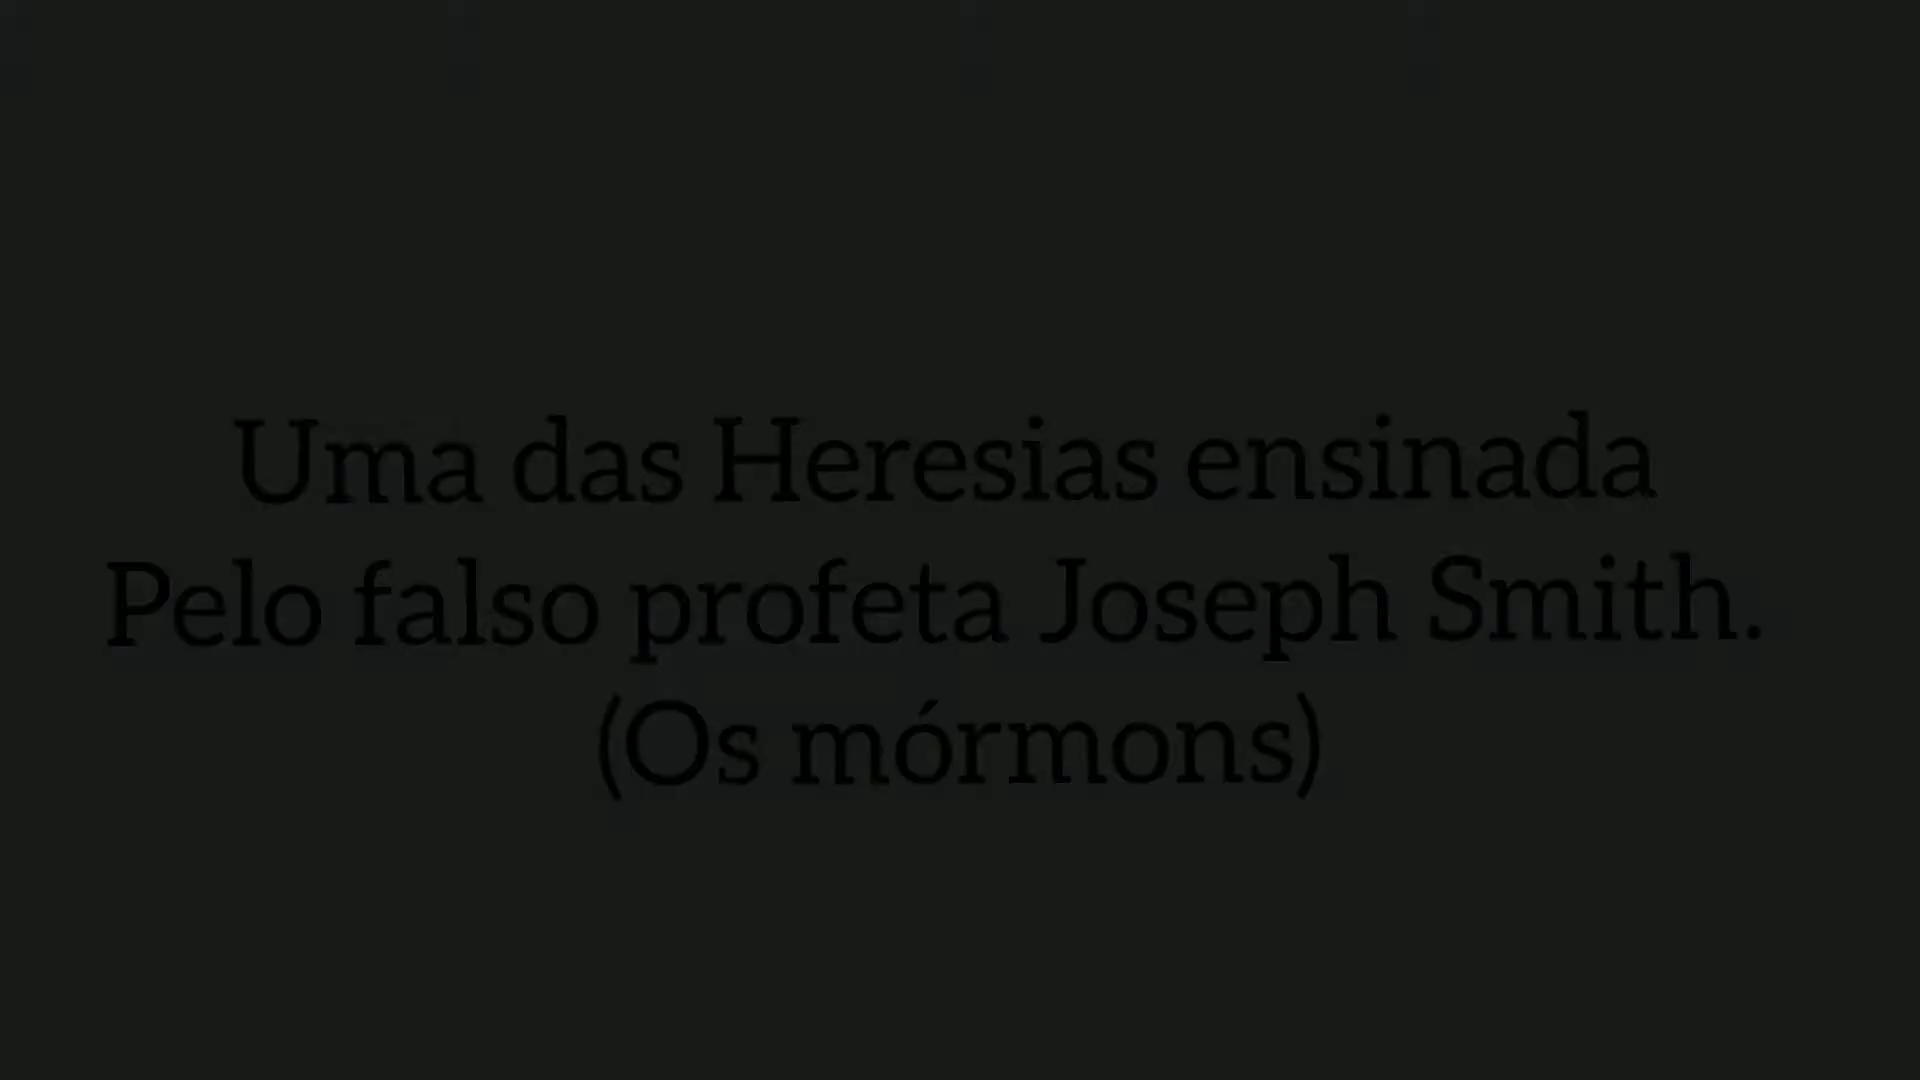 Uma das Heresias ensinada
Pelo falso profeta Joseph Smith.
(Os mórmons)